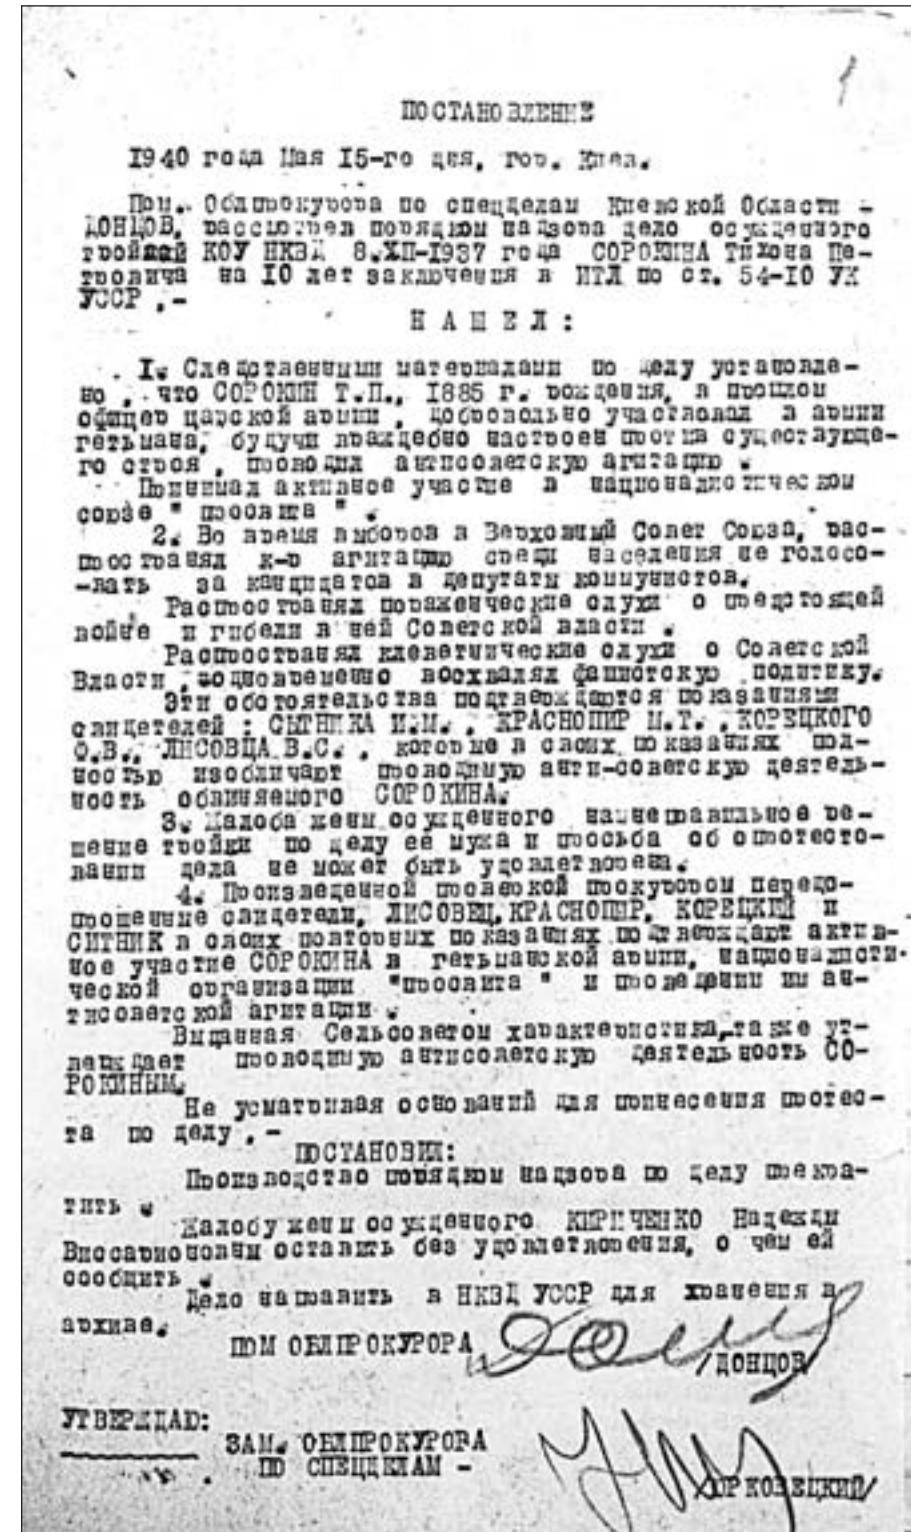 ПОСТАНОВЛЕНИЕ
1940 года Мая 15-го дня, гор. Киев.
Пом. Облпрокурора по спецделам Киевской Области -
ДОНЦОВ, рассмотрев порядком надзора дело осужденного
тройкой КОУ НКВД 8.ХП-1937 года СОРОКИНА Тихона Пе-
тровича на 10 лет заключения в ИТЛ по ст. 54-10 УК
УССР .-
Н А Ш Е Л :
I. Следственными материалами по делу установле-
но , что СОРОКИН Т.П., 1885 г. рождения, в прошлом
офицер царской армии, добровольно участвовал в армии
гетьмана, будучи враждебно настроен против существующе-
го строя , проводил антисоветскую агитацию .
Принимал активное участие в националистическом
союзе " просвита " .
2. Во время выборов в Верховный Совет Союза, рас-
пространял к-р агитацию среди населения не голосо-
-вать за кандидатов в депутаты коммунистов.
Распространял пораженческие слухи о предстоящей
войне и гибели в ней Советской власти .
Распространял клеветнические слухи о Советской
Власти , одновременно восхвалял фашистскую политику.
Эти обстоятельства подтверждаются показаниями
свидетелей : СЫТНИКА И.М. , КРАСНОПИР М.Т. , КОРЕЦКОГО
Ф.В., ЛИСОВЦА В.С. , которые в своих показаниях пол-
ностью изобличают проводимую анти-советскую деятель-
ность обвиняемого СОРОКИНА.
3. Жалоба жены осужденного на неправильное ре-
шение тройки по делу ее мужа и просьба об опротесто-
вании дела не может быть удовлетворена.
4. Произведенной проверкой прокурором передо-
прошенные свидетели, ЛИСОВЕЦ, КРАСНОПИР, КОРЕЦКИЙ и
СИТНИК в своих повторных показаниях подтверждают актив-
ное участие СОРОКИНА в гетьманской армии, националисти-
ческой организации "просвита " и проведении им ан-
тисоветской агитации .
Выданная Сельсоветом характеристика, также ут-
верждает проводимую антисоветскую деятельность СО-
РОКИНЫМ.
Не усматривая оснований для принесения протес-
та по делу .-
ПОСТАНОВИЛ:
Производство порядком надзора по делу прекра-
тить .
Жалобу жены осужденного КИРИЧЕНКО Надежды
Виссарионовны оставить без удовлетворения, о чем ей
сообщить .
Дело направить в НКВД УССР для хранения в
архиве.
ПОМ ОБЛПРОКУРОРА
/ДОНЦОВ/
УТВЕРЖДАЮ:
ЗАМ. ОБЛПРОКУРОРА
ПО СПЕЦДЕЛАМ -
/ЮРКОВЕЦКИЙ/